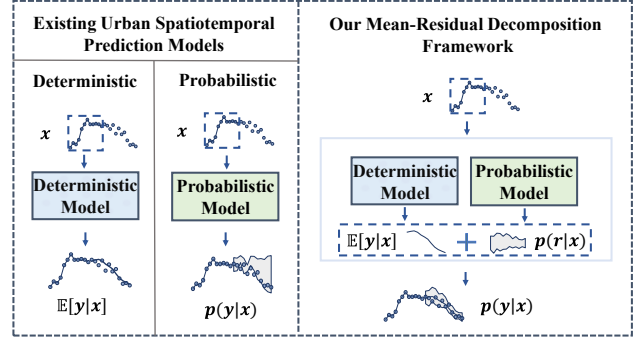 Existing Urban Spatiotemporal
Prediction Models
Deterministic
x
Deterministic
Model
𝔼[y|x]
Probabilistic
x
Probabilistic
Model
p(y|x)
Our Mean-Residual Decomposition
Framework
x
Deterministic
Model
Probabilistic
Model
𝔼[y|x] + p(r|x)
p(y|x)